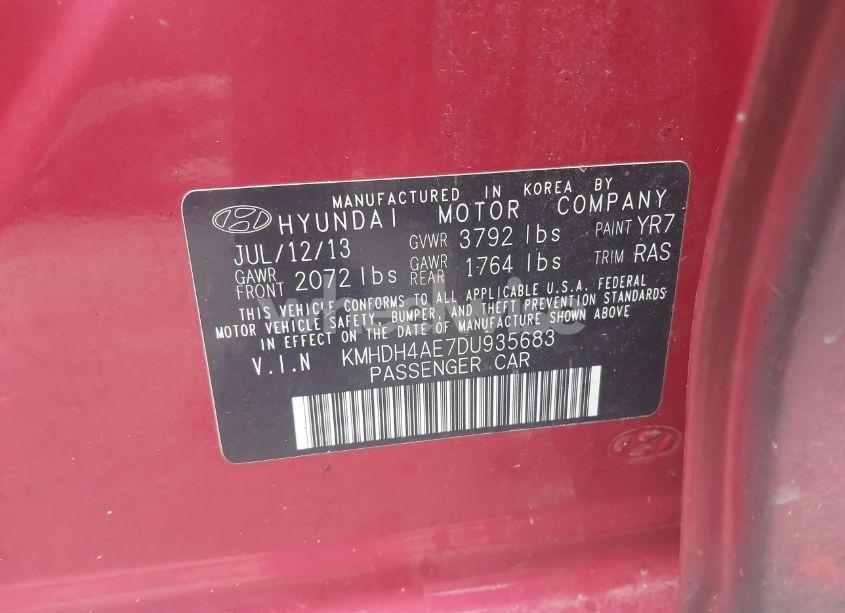 MANUFACTURED IN KOREA BY
HYUNDAI MOTOR COMPANY
JUL/12/13 GVWR 3792 lbs PAINT YR7
GAWR FRONT 2072 lbs GAWR REAR 1764 lbs TRIM RAS
THIS VEHICLE CONFORMS TO ALL APPLICABLE U.S.A. FEDERAL
MOTOR VEHICLE SAFETY, BUMPER, AND THEFT PREVENTION STANDARDS
IN EFFECT ON THE DATE OF MANUFACTURE SHOWN ABOVE
V.I.N KMHDH4AE7DU935683
PASSENGER CAR